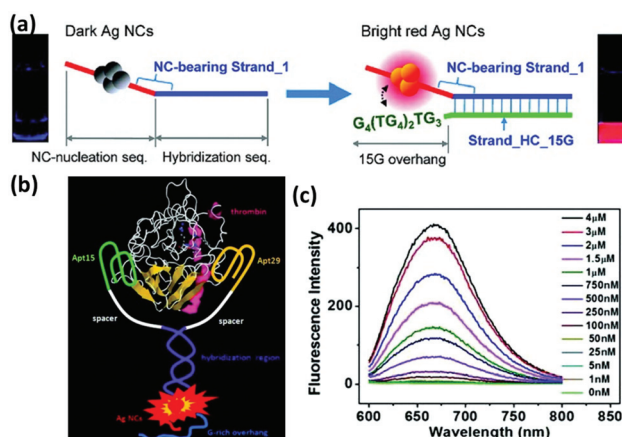 (a)
Dark Ag NCs
NC-bearing Strand_1
NC-nucleation seq.
Hybridization seq.
Bright red Ag NCs
NC-bearing Strand_1
G₄(TG₄)₂TG₃
Strand_HC_15G
15G overhang
(b)
thrombin
Apt15
Apt29
spacer
spacer
hybridization region
Ag NCs
G-rich overhang
(c)
Fluorescence Intensity
400
200
0
600
650
700
750
800
850
Wavelength (nm)
4μM
3μM
2μM
1.5μM
1μM
750nM
500nM
250nM
100nM
50nM
25nM
5nM
1nM
0nM